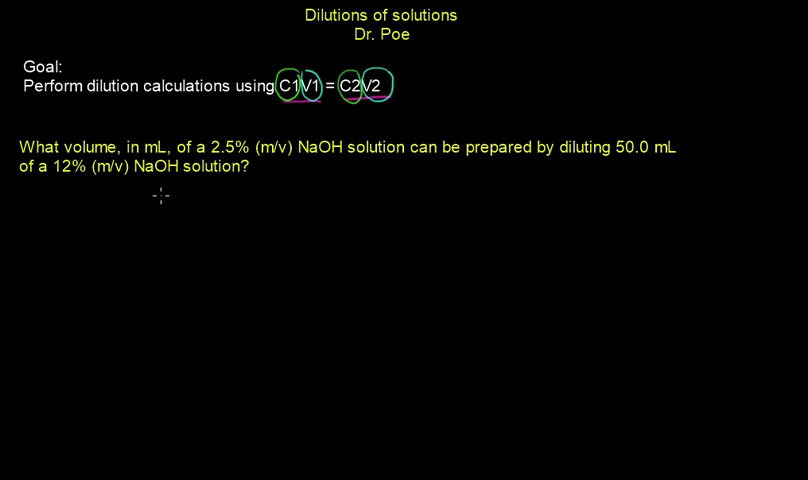 Dilutions of solutions
Dr. Poe
Goal:
Perform dilution calculations using C1V1 = C2V2
What volume, in mL, of a 2.5% (m/v) NaOH solution can be prepared by diluting 50.0 mL
of a 12% (m/v) NaOH solution?